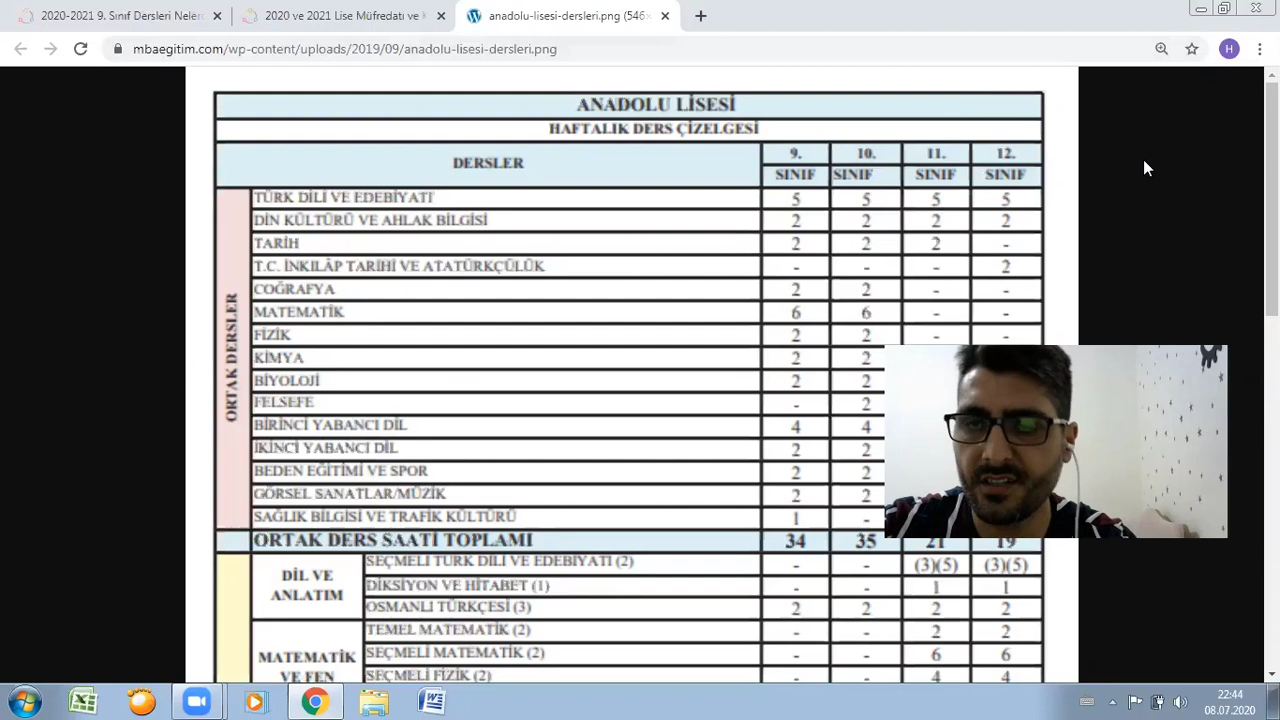 2020-2021 9. Sınıf Dersleri Nelero
2020 ve 2021 Lise Müfredatı ve K
anadolu-lisesi-dersleri.png (546×
mbaegitim.com/wp-content/uploads/2019/09/anadolu-lisesi-dersleri.png
H
ANADOLU LİSESİ
HAFTALIK DERS ÇİZELGESİ
DERSLER 9. SINIF 10. SINIF 11. SINIF 12. SINIF
ORTAK DERSLER
TÜRK DİLİ VE EDEBİYATI 5 5 5 5
DİN KÜLTÜRÜ VE AHLAK BİLGİSİ 2 2 2 2
TARİH 2 2 2 -
T.C. İNKILÂP TARİHİ VE ATATÜRKÇÜLÜK - - - 2
COĞRAFYA 2 2 - -
MATEMATİK 6 6 - -
FİZİK 2 2 - -
KİMYA 2 2
BİYOLOJİ 2 2
FELSEFE - 2
BİRİNCİ YABANCI DİL 4 4
İKİNCİ YABANCI DİL 2 2
BEDEN EĞİTİMİ VE SPOR 2 2
GÖRSEL SANATLAR/MÜZİK 2 2
SAĞLIK BİLGİSİ VE TRAFİK KÜLTÜRÜ 1 -
ORTAK DERS SAATİ TOPLAMI 34 35 21 19
DİL VE
ANLATIM
SEÇMELİ TÜRK DİLİ VE EDEBİYATI (2) - - (3)(5) (3)(5)
DİKSİYON VE HİTABET (1) - - 1 1
OSMANLI TÜRKÇESİ (3) 2 2 2 2
MATEMATİK
VE FEN
TEMEL MATEMATİK (2) - - 2 2
SEÇMELİ MATEMATİK (2) - - 6 6
SEÇMELİ FİZİK (2) - - 4 4
22:44
08.07.2020